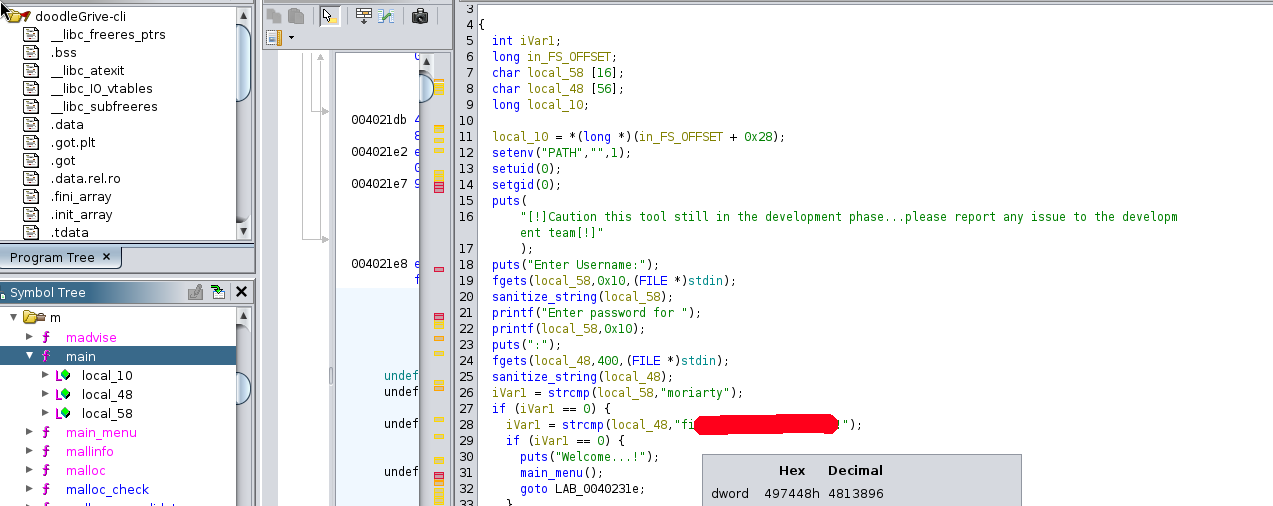 doodleGrive-cli
__libc_freeres_ptrs
.bss
__libc_atexit
__libc_IO_vtables
__libc_subfreeres
.data
.got.plt
.got
.data.rel.ro
.fini_array
.init_array
.tdata
Program Tree ×
Symbol Tree
m
f madvise
f main
local_10
local_48
local_58
f main_menu
f mallinfo
f malloc
f malloc_check
004021db 4
8
004021e2 e
0
004021e7 9
004021e8 e
f
undef
undef
undef
undef
3
4 {
5 int iVar1;
6 long in_FS_OFFSET;
7 char local_58 [16];
8 char local_48 [56];
9 long local_10;
10
11 local_10 = *(long *)(in_FS_OFFSET + 0x28);
12 setenv("PATH","",1);
13 setuid(0);
14 setgid(0);
15 puts(
16 "[!]Caution this tool still in the development phase...please report any issue to the developm
ent team[!]"
17 );
18 puts("Enter Username:");
19 fgets(local_58,0x10,(FILE *)stdin);
20 sanitize_string(local_58);
21 printf("Enter password for ");
22 printf(local_58,0x10);
23 puts(":");
24 fgets(local_48,400,(FILE *)stdin);
25 sanitize_string(local_48);
26 iVar1 = strcmp(local_58,"moriarty");
27 if (iVar1 == 0) {
28 iVar1 = strcmp(local_48,"fi !");
29 if (iVar1 == 0) {
30 puts("Welcome...!");
31 main_menu();
32 goto LAB_0040231e;
33 }
Hex Decimal
dword 497448h 4813896